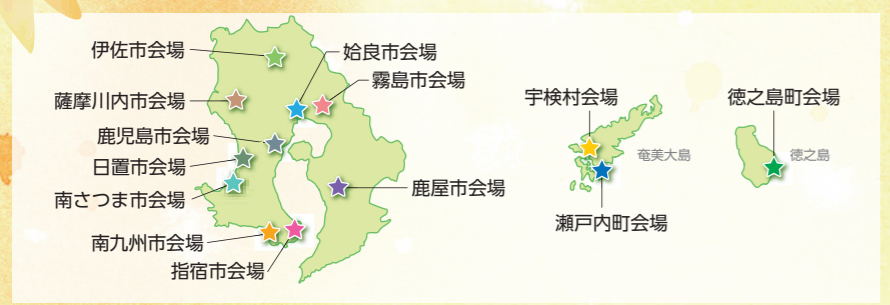 伊佐市会場
姶良市会場
霧島市会場
薩摩川内市会場
鹿児島市会場
日置市会場
南さつま市会場
鹿屋市会場
南九州市会場
指宿市会場
宇検村会場
奄美大島
瀬戸内町会場
徳之島町会場
徳之島